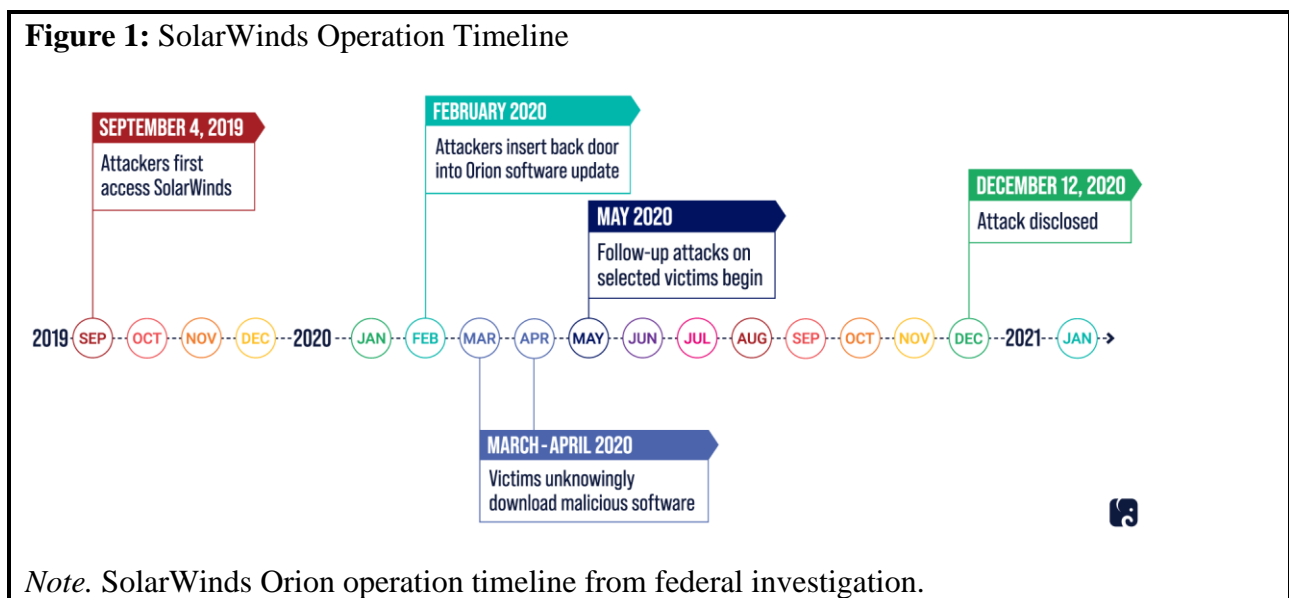 Figure 1: SolarWinds Operation Timeline
SEPTEMBER 4, 2019
Attackers first
access SolarWinds
FEBRUARY 2020
Attackers insert back door
into Orion software update
MAY 2020
Follow-up attacks on
selected victims begin
DECEMBER 12, 2020
Attack disclosed
2019 SEP OCT NOV DEC 2020 JAN FEB MAR APR MAY JUN JUL AUG SEP OCT NOV DEC 2021 JAN
MARCH - APRIL 2020
Victims unknowingly
download malicious software
Note. SolarWinds Orion operation timeline from federal investigation.